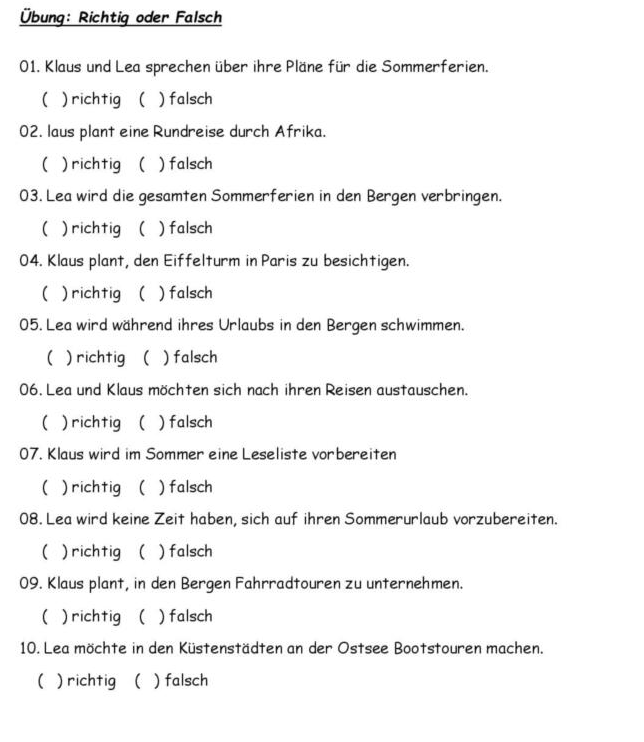 Übung: Richtig oder Falsch
01. Klaus und Lea sprechen über ihre Pläne für die Sommerferien.
( ) richtig ( ) falsch
02. laus plant eine Rundreise durch Afrika.
( ) richtig ( ) falsch
03. Lea wird die gesamten Sommerferien in den Bergen verbringen.
( ) richtig ( ) falsch
04. Klaus plant, den Eiffelturm in Paris zu besichtigen.
( ) richtig ( ) falsch
05. Lea wird während ihres Urlaubs in den Bergen schwimmen.
( ) richtig ( ) falsch
06. Lea und Klaus möchten sich nach ihren Reisen austauschen.
( ) richtig ( ) falsch
07. Klaus wird im Sommer eine Leseliste vorbereiten
( ) richtig ( ) falsch
08. Lea wird keine Zeit haben, sich auf ihren Sommerurlaub vorzubereiten.
( ) richtig ( ) falsch
09. Klaus plant, in den Bergen Fahrradtouren zu unternehmen.
( ) richtig ( ) falsch
10. Lea möchte in den Küstenstädten an der Ostsee Bootstouren machen.
( ) richtig ( ) falsch